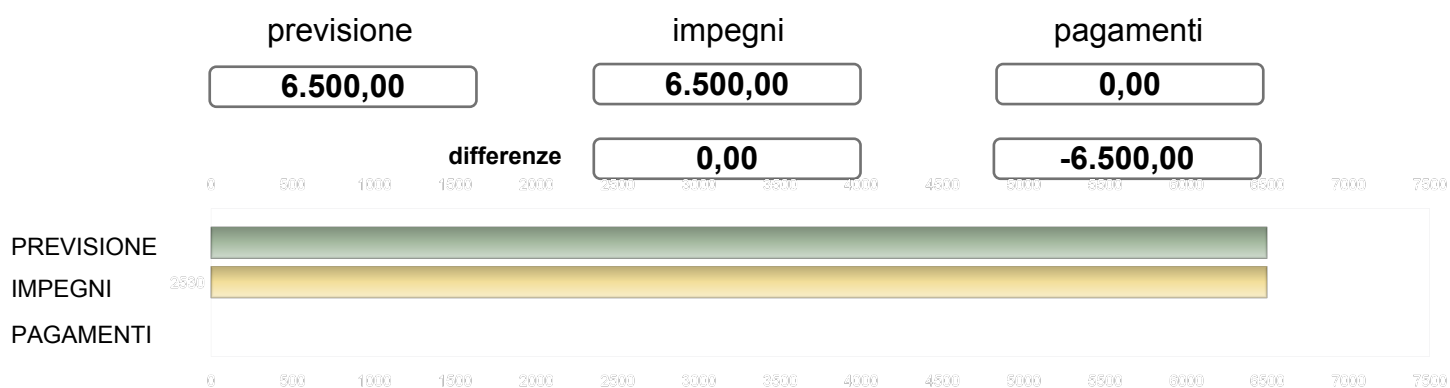 previsione impegni pagamenti
6.500,00 6.500,00 0,00
differenze 0,00 -6.500,00
0 500 1000 1500 2000 2500 3000 3500 4000 4500 5000 5500 6000 6500 7000 7500
PREVISIONE
IMPEGNI 2530
PAGAMENTI
0 500 1000 1500 2000 2500 3000 3500 4000 4500 5000 5500 6000 6500 7000 7500